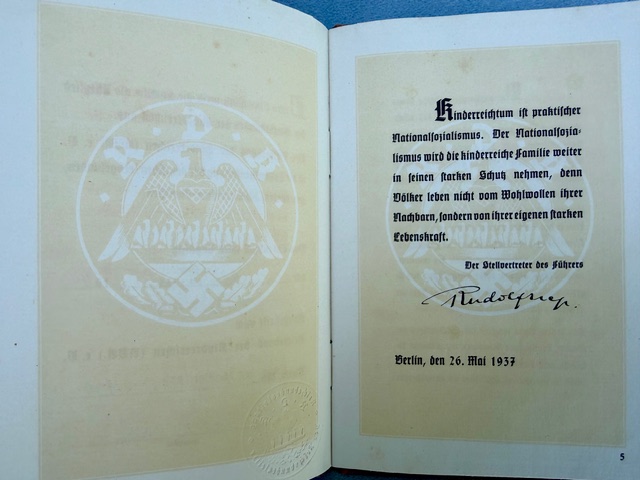 R D K
Kinderreichtum ist praktischer
Nationalsozialismus. Der Nationalsozia-
lismus wird die kinderreiche Familie weiter
in seinen starken Schutz nehmen, denn
Völker leben nicht vom Wohlwollen ihrer
Nachbarn, sondern von ihrer eigenen starken
Lebenskraft.
Der Stellvertreter des Führers
Rudolf Heß.
Berlin, den 26. Mai 1937
5